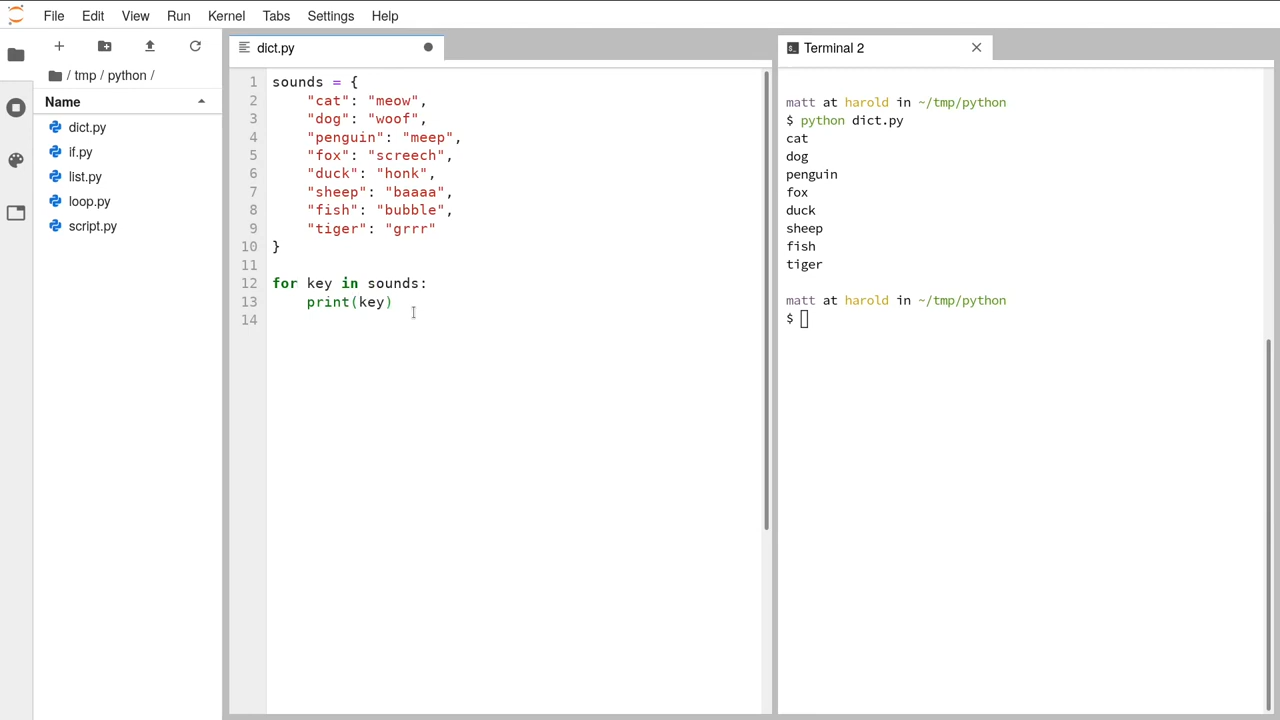 File Edit View Run Kernel Tabs Settings Help
/ tmp / python /
Name
dict.py
if.py
list.py
loop.py
script.py
dict.py
1 sounds = {
2     "cat": "meow",
3     "dog": "woof",
4     "penguin": "meep",
5     "fox": "screech",
6     "duck": "honk",
7     "sheep": "baaaa",
8     "fish": "bubble",
9     "tiger": "grrr"
10 }
11
12 for key in sounds:
13     print(key)
14
Terminal 2
matt at harold in ~/tmp/python
$ python dict.py
cat
dog
penguin
fox
duck
sheep
fish
tiger
matt at harold in ~/tmp/python
$